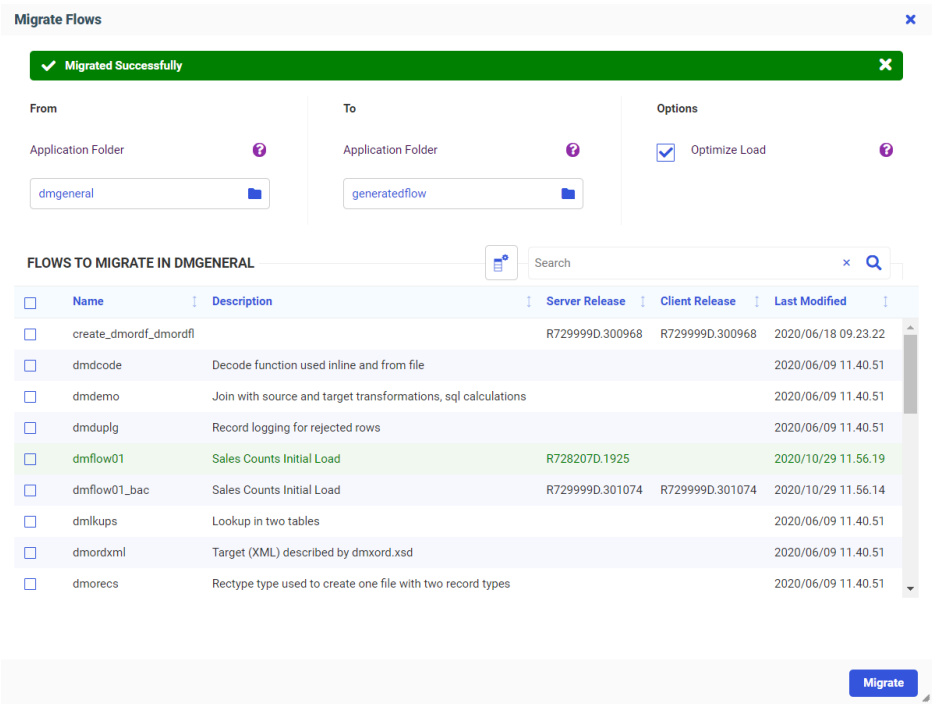 Migrate Flows
Migrated Successfully
From To Options
Application Folder Application Folder Optimize Load
dmgeneral generatedflow
FLOWS TO MIGRATE IN DMGENERAL Search
Name Description Server Release Client Release Last Modified
create_dmordf_dmordfl R729999D.300968 R729999D.300968 2020/06/18 09.23.22
dmdcode Decode function used inline and from file 2020/06/09 11.40.51
dmdemo Join with source and target transformations, sql calculations 2020/06/09 11.40.51
dmduplg Record logging for rejected rows 2020/06/09 11.40.51
dmflow01 Sales Counts Initial Load R728207D.1925 2020/10/29 11.56.19
dmflow01_bac Sales Counts Initial Load R729999D.301074 R729999D.301074 2020/10/29 11.56.14
dmlkups Lookup in two tables 2020/06/09 11.40.51
dmordxml Target (XML) described by dmxord.xsd 2020/06/09 11.40.51
dmorecs Rectype type used to create one file with two record types 2020/06/09 11.40.51
Migrate